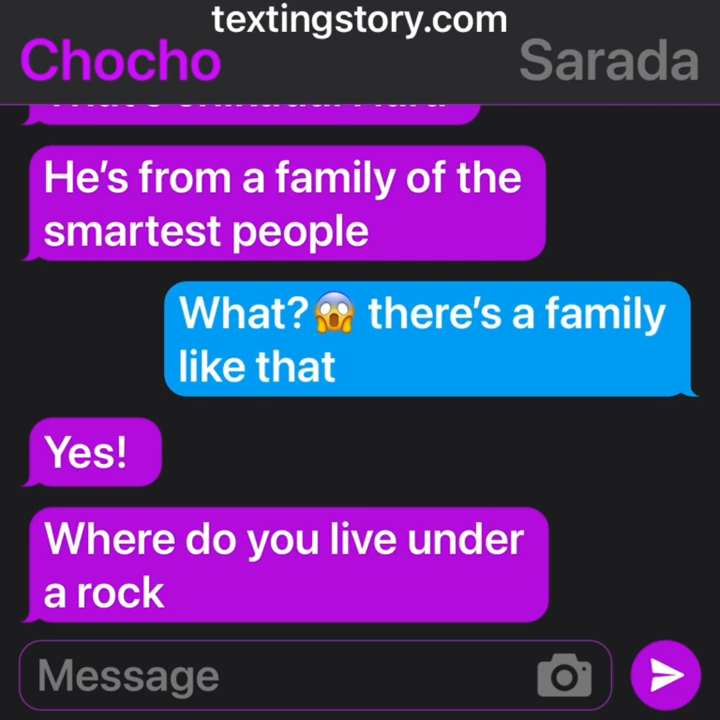 textingstory.com
Chocho
Sarada
He's from a family of the
smartest people
What?😱 there's a family
like that
Yes!
Where do you live under
a rock
Message